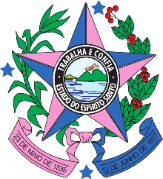 TRABALHA E CONFIA
ESTADO DO ESPIRITO SANTO
23 DE MAIO DE 1535
12 DE JUNHO DE 1817